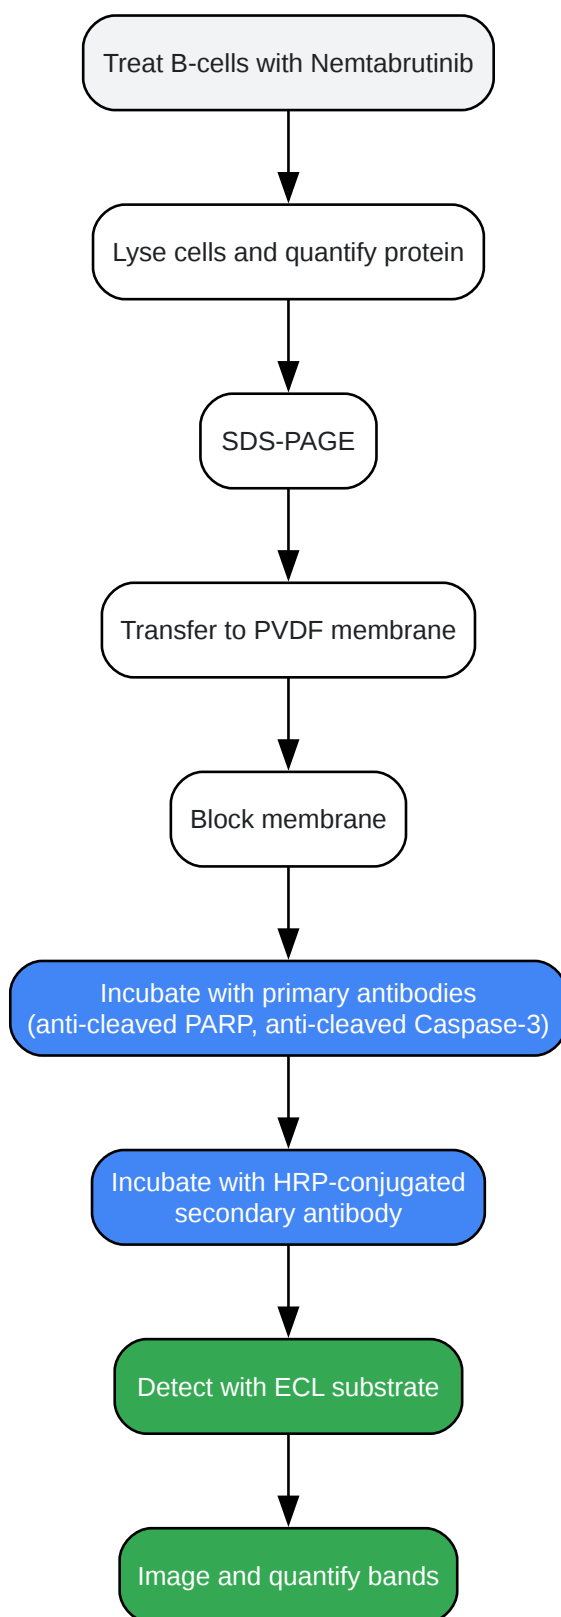 Treat B-cells with Nemtabrutinib
Lyse cells and quantify protein
SDS-PAGE
Transfer to PVDF membrane
Block membrane
Incubate with primary antibodies
(anti-cleaved PARP, anti-cleaved Caspase-3)
Incubate with HRP-conjugated
secondary antibody
Detect with ECL substrate
Image and quantify bands